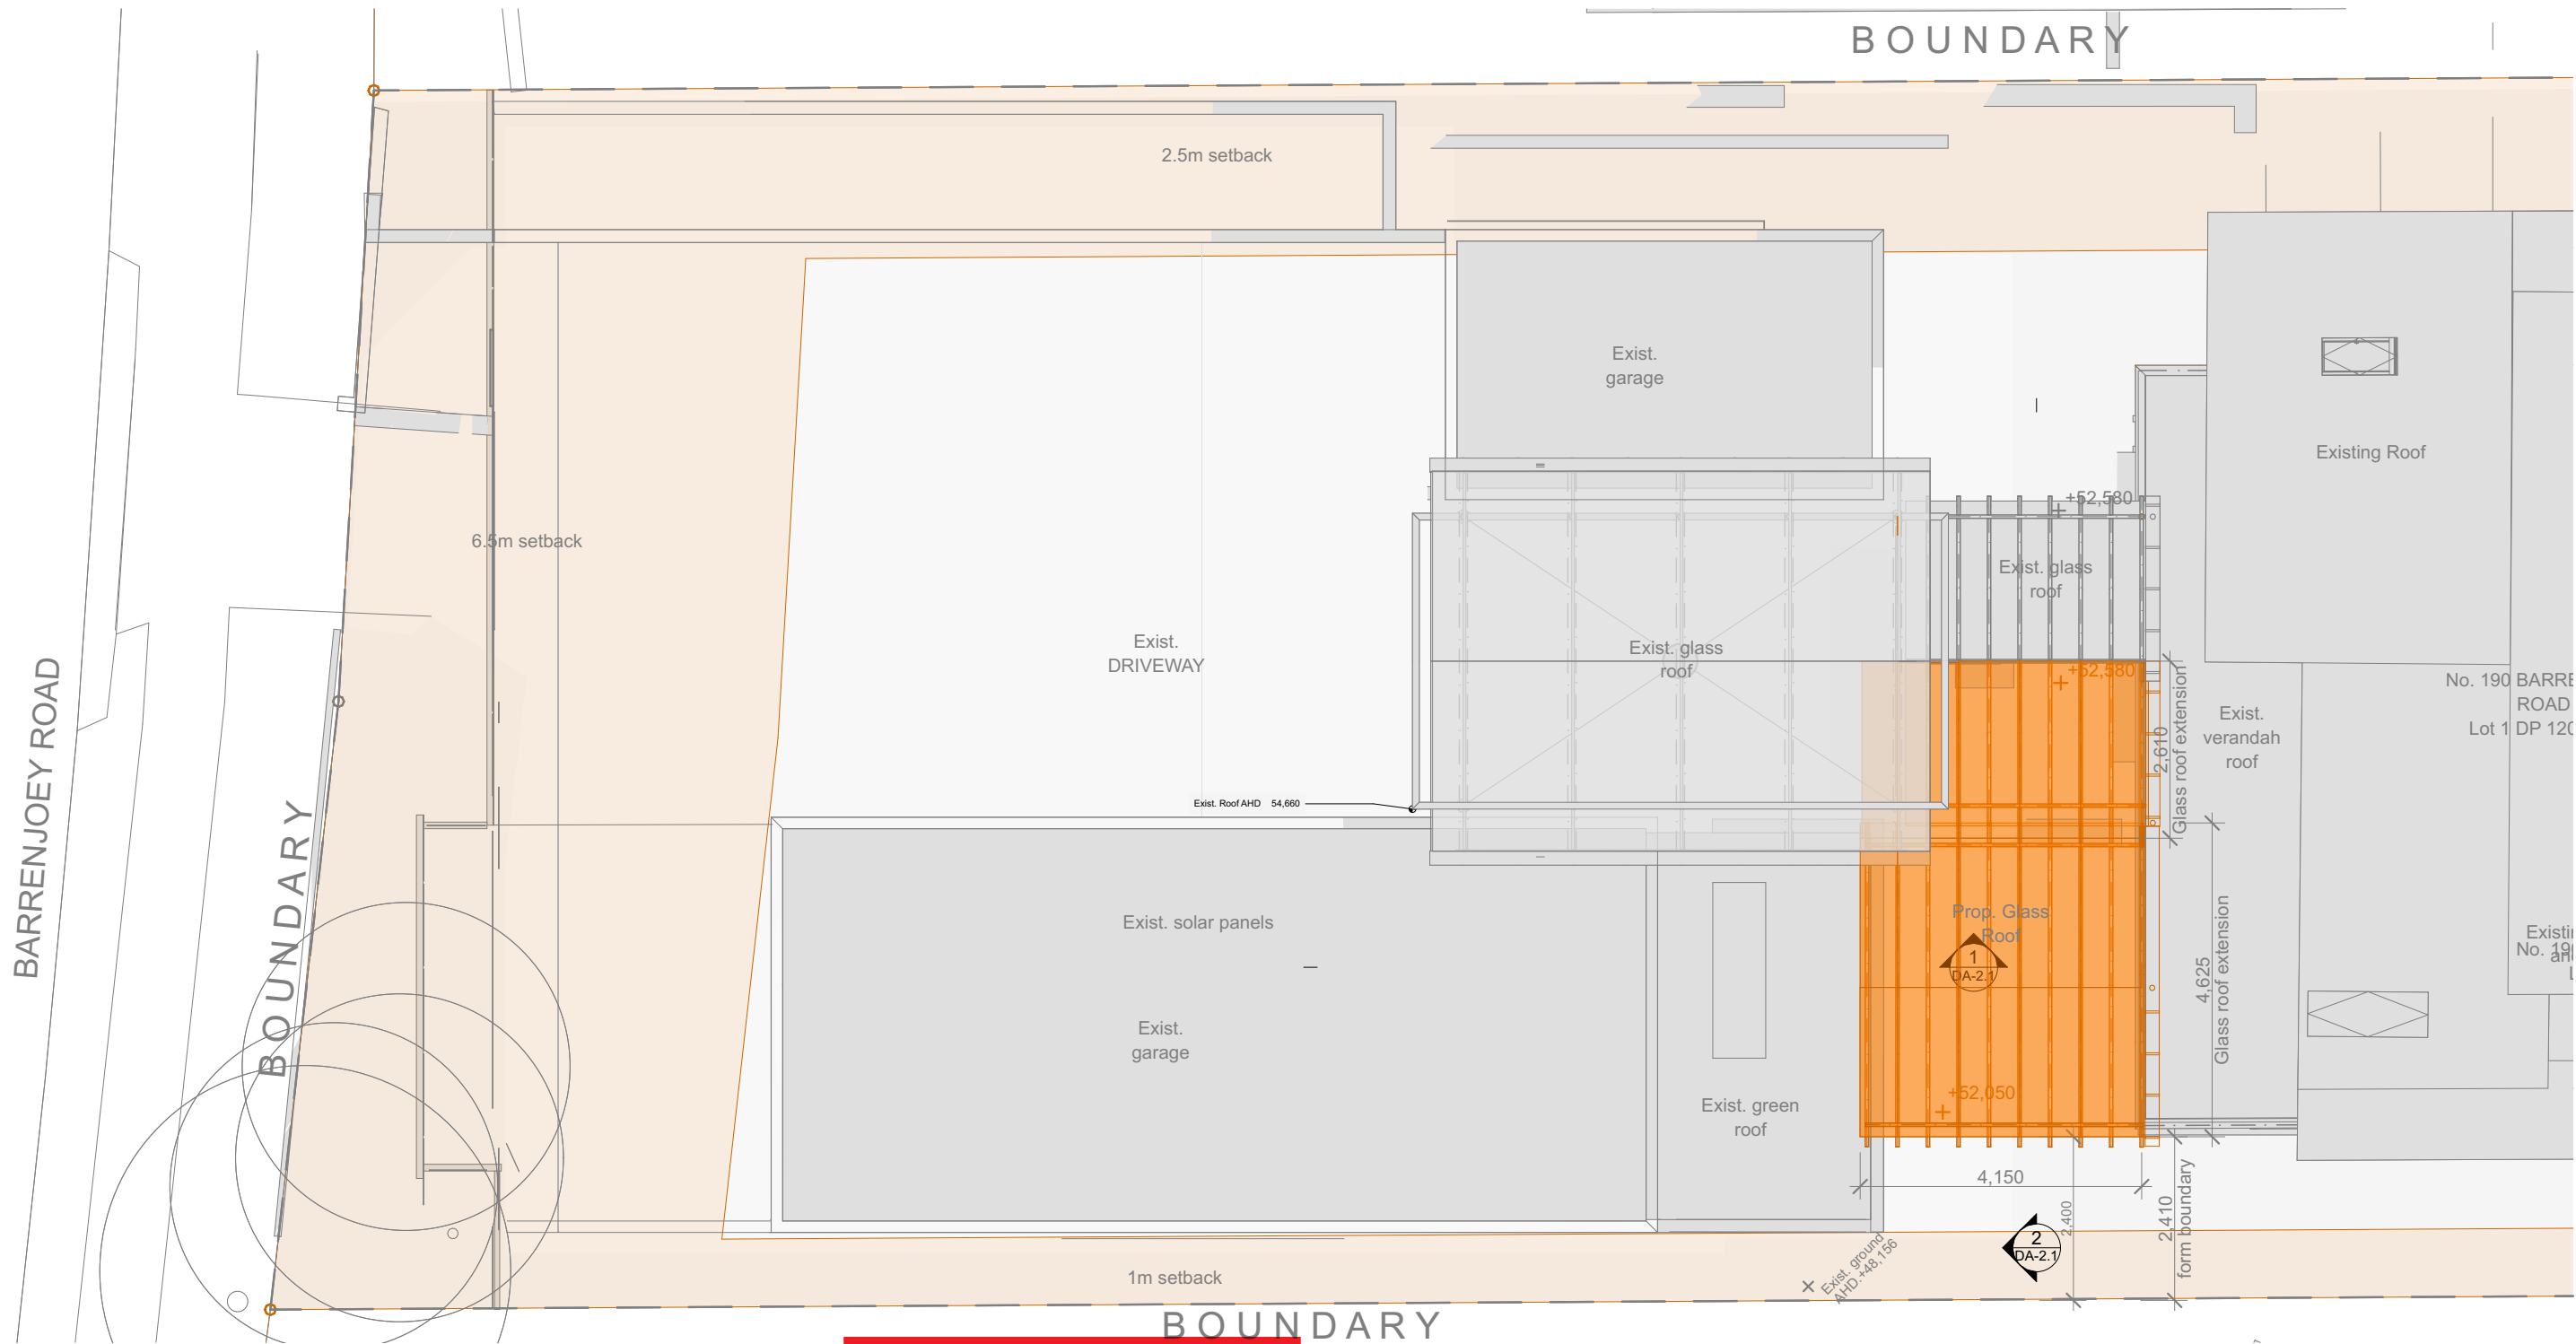 BOUNDARY
2.5m setback
Exist.
garage
Existing Roof
+52,580
6.5m setback
Exist. glass
roof
Exist.
DRIVEWAY
Exist. glass
roof
+52,580
2,610
Glass roof extension
Exist.
verandah
roof
No. 190 BARRE
ROAD
Lot 1 DP 120
BARRENJOEY ROAD
BOUNDARY
Exist. Roof AHD 54,660
Exist. solar panels
Prop. Glass
Roof
1
DA-2.1
4,625
Glass roof extension
Existi
No. 19
Exist.
garage
+52,050
Exist. green
roof
4,150
2,400
2,410
form boundary
2
DA-2.1
Exist. ground
AHD.+48,156
1m setback
BOUNDARY